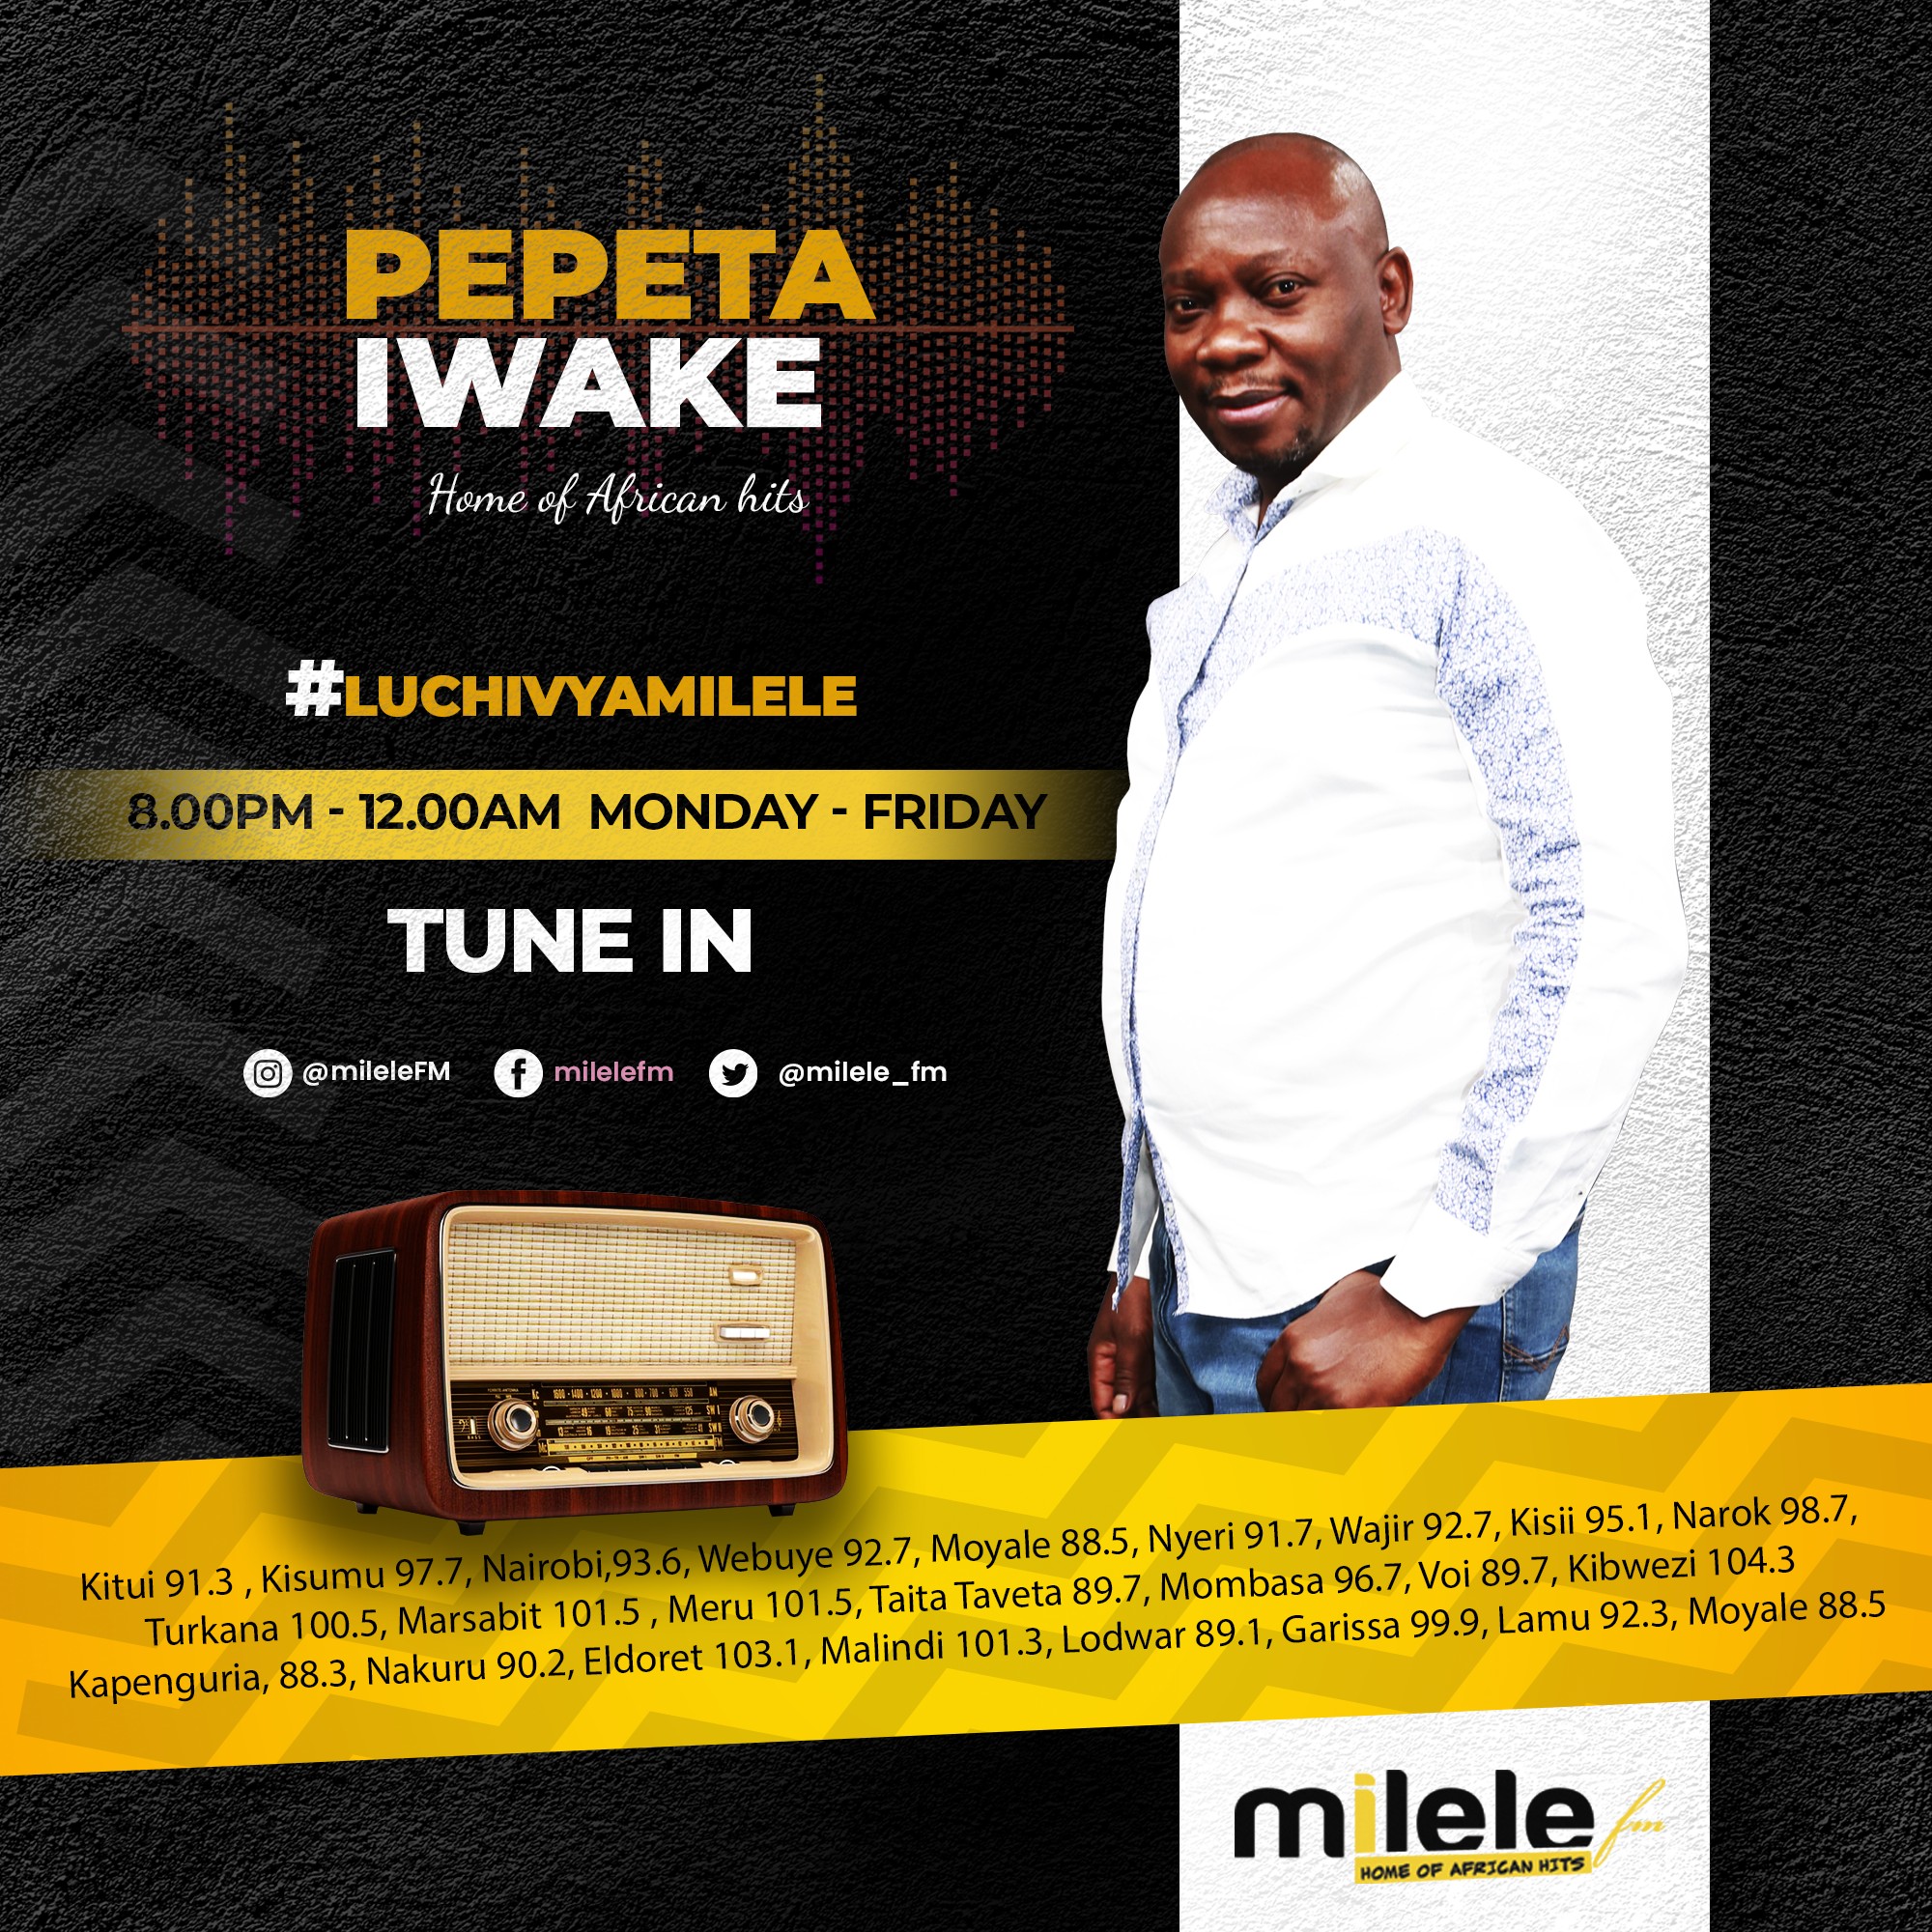 PEPETA
IWAKE
Home of African hits
#LUCHIVYAMILELE
8.00PM - 12.00AM MONDAY - FRIDAY
TUNE IN
@mileleFM milelefm @milele_fm
Kitui 91.3 , Kisumu 97.7, Nairobi,93.6, Webuye 92.7, Moyale 88.5, Nyeri 91.7, Wajir 92.7, Kisii 95.1, Narok 98.7,
Turkana 100.5, Marsabit 101.5 , Meru 101.5, Taita Taveta 89.7, Mombasa 96.7, Voi 89.7, Kibwezi 104.3
Kapenguria, 88.3, Nakuru 90.2, Eldoret 103.1, Malindi 101.3, Lodwar 89.1, Garissa 99.9, Lamu 92.3, Moyale 88.5
milele fm
HOME OF AFRICAN HITS